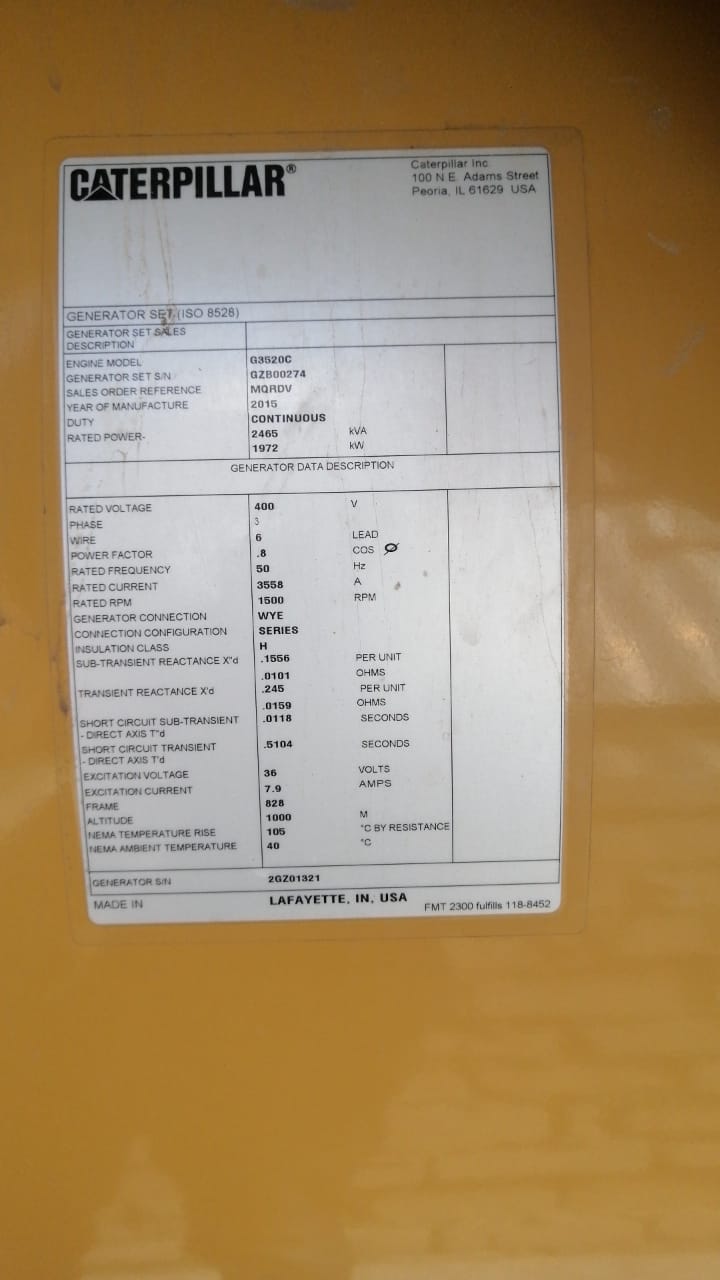 CATERPILLAR®
Caterpillar Inc.
100 N.E. Adams Street
Peoria, IL 61629 USA
GENERATOR SET (ISO 8528)
GENERATOR SET SALES
DESCRIPTION
ENGINE MODEL G3520C
GENERATOR SET S/N GZB00274
SALES ORDER REFERENCE MQRDV
YEAR OF MANUFACTURE 2015
DUTY CONTINUOUS
RATED POWER- 2465 kVA
1972 kW
GENERATOR DATA DESCRIPTION
RATED VOLTAGE 400 V
PHASE 3
WIRE 6 LEAD
POWER FACTOR .8 COS Ø
RATED FREQUENCY 50 Hz
RATED CURRENT 3558 A
RATED RPM 1500 RPM
GENERATOR CONNECTION WYE
CONNECTION CONFIGURATION SERIES
INSULATION CLASS H
SUB-TRANSIENT REACTANCE X"d .1556 PER UNIT
.0101 OHMS
TRANSIENT REACTANCE X'd .245 PER UNIT
.0159 OHMS
SHORT CIRCUIT SUB-TRANSIENT .0118 SECONDS
- DIRECT AXIS T"d
SHORT CIRCUIT TRANSIENT .5104 SECONDS
- DIRECT AXIS T'd
EXCITATION VOLTAGE 36 VOLTS
EXCITATION CURRENT 7.9 AMPS
FRAME 828
ALTITUDE 1000 M
NEMA TEMPERATURE RISE 105 °C BY RESISTANCE
NEMA AMBIENT TEMPERATURE 40 °C
GENERATOR S/N 2GZ01321
MADE IN LAFAYETTE, IN, USA
FMT 2300 fulfills 118-8452